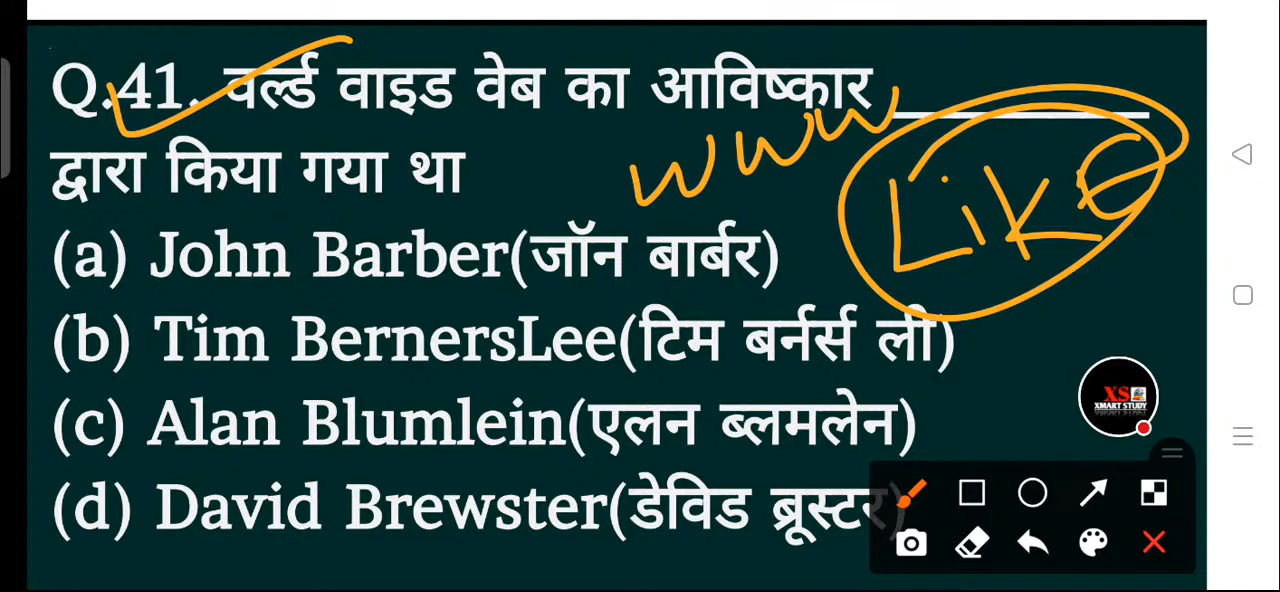 Q.41. वर्ल्ड वाइड वेब का आविष्कार ____________
द्वारा किया गया था
www
Like
(a) John Barber(जॉन बार्बर)
(b) Tim BernersLee(टिम बर्नर्स ली)
(c) Alan Blumlein(एलन ब्लमलेन)
(d) David Brewster(डेविड ब्रूस्टर)
XS
XMART STUDY